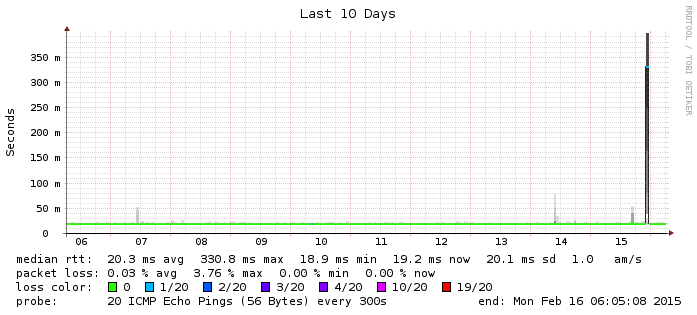 Last 10 Days
RRDTOOL / TOBI OETIKER
Seconds
350 m
300 m
250 m
200 m
150 m
100 m
50 m
0
06 07 08 09 10 11 12 13 14 15
median rtt: 20.3 ms avg 330.8 ms max 18.9 ms min 19.2 ms now 20.1 ms sd 1.0 am/s
packet loss: 0.03 % avg 3.76 % max 0.00 % min 0.00 % now
loss color: 0 1/20 2/20 3/20 4/20 10/20 19/20
probe: 20 ICMP Echo Pings (56 Bytes) every 300s end: Mon Feb 16 06:05:08 2015